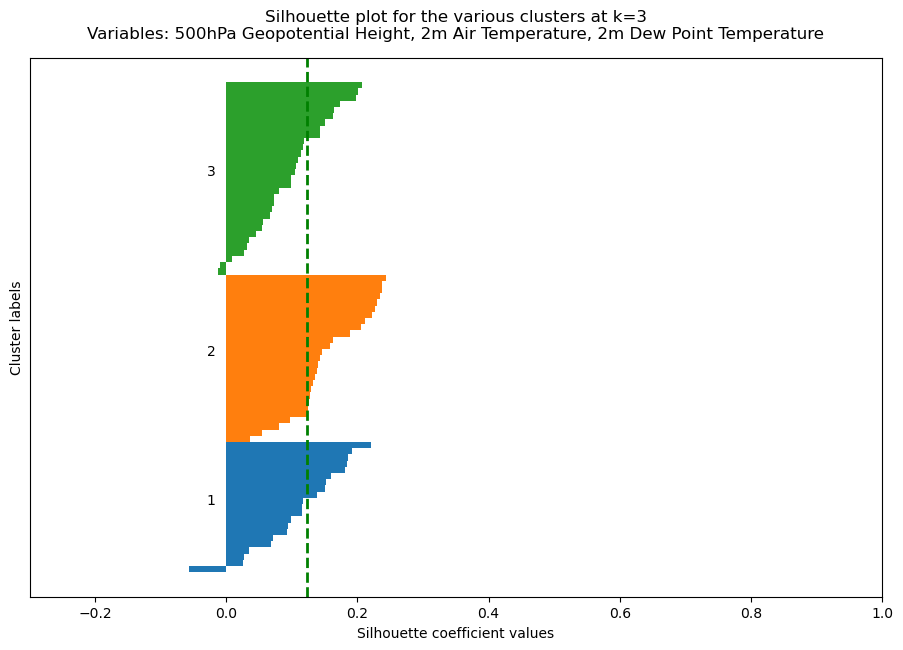 Silhouette plot for the various clusters at k=3
Variables: 500hPa Geopotential Height, 2m Air Temperature, 2m Dew Point Temperature
Cluster labels
3
2
1
−0.2 0.0 0.2 0.4 0.6 0.8 1.0
Silhouette coefficient values